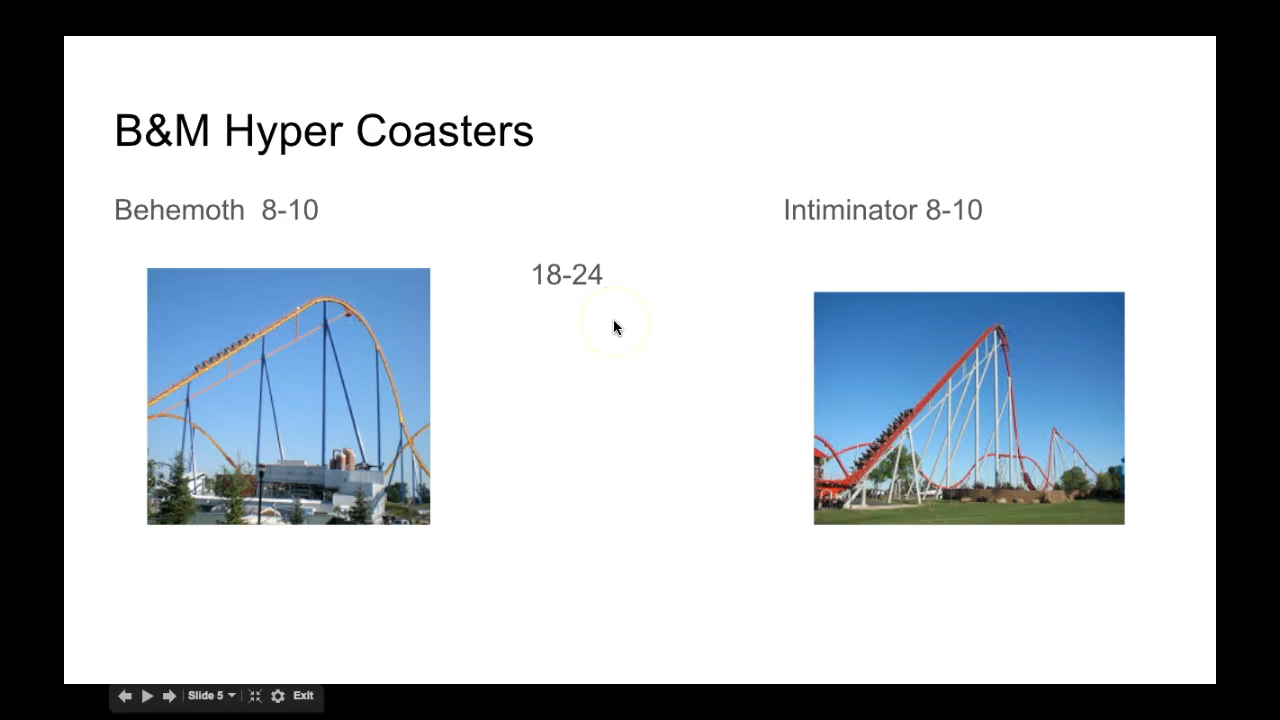 B&M Hyper Coasters
Behemoth  8-10
Intiminator 8-10
18-24
Slide 5
Exit